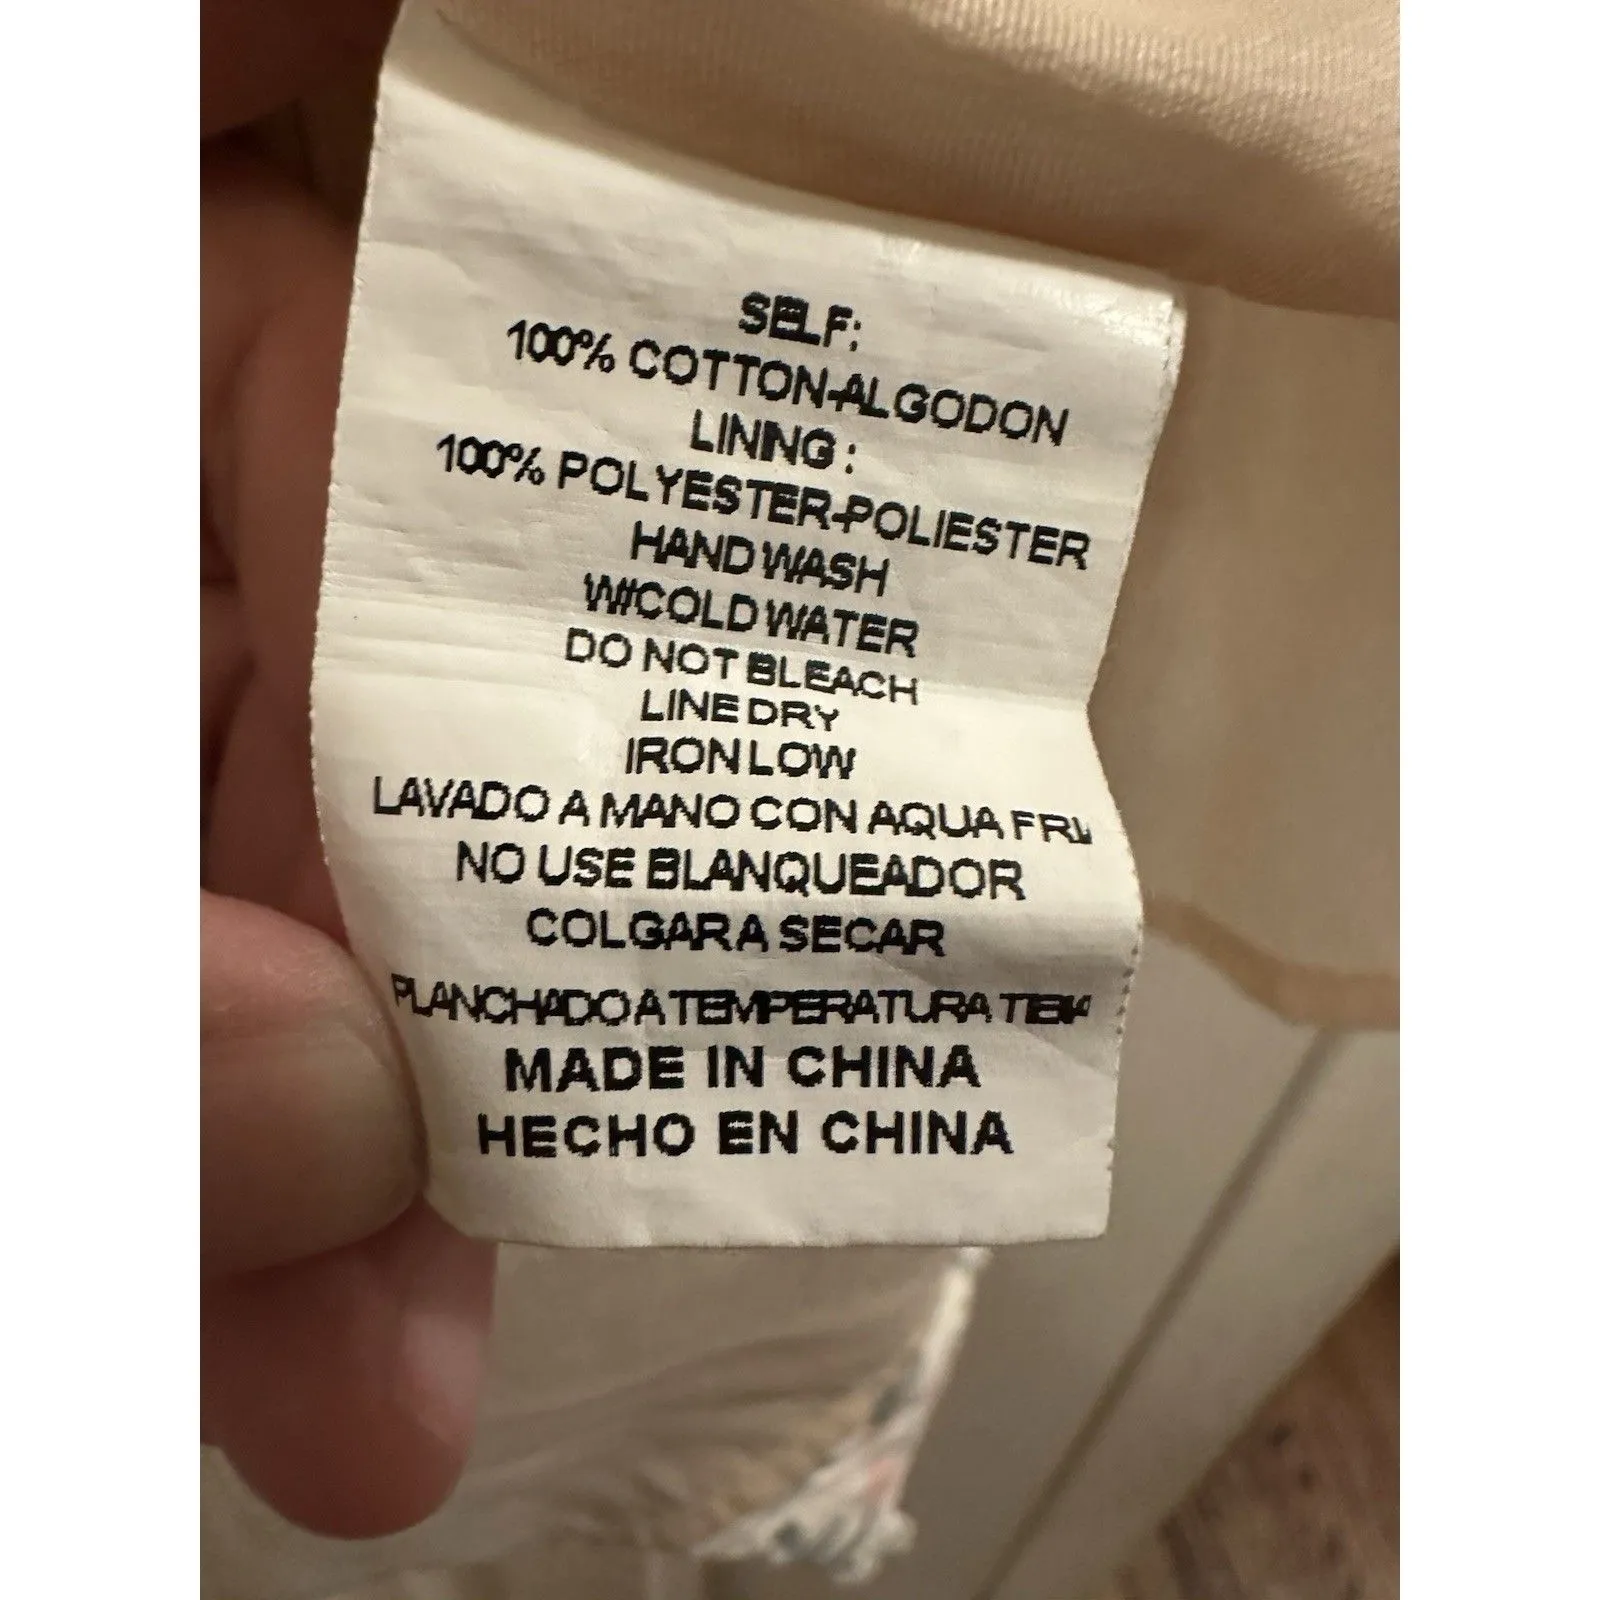 SELF:
100% COTTON-ALGODON
LINING :
100% POLYESTER-POLIESTER
HAND WASH
W/COLD WATER
DO NOT BLEACH
LINE DRY
IRON LOW
LAVADO A MANO CON AQUA
NO USE BLANQUEADOR
COLGAR A SECAR
PLANCHADO A TEMPERATURA
MADE IN CHINA
HECHO EN CHINA